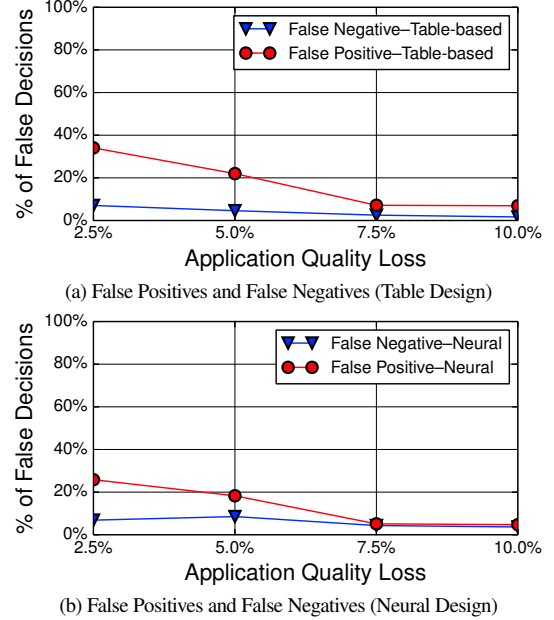 100%
80%
60%
40%
20%
0%
% of False Decisions
False Negative–Table-based
False Positive–Table-based
2.5% 5.0% 7.5% 10.0%
Application Quality Loss
(a) False Positives and False Negatives (Table Design)
100%
80%
60%
40%
20%
0%
% of False Decisions
False Negative–Neural
False Positive–Neural
2.5% 5.0% 7.5% 10.0%
Application Quality Loss
(b) False Positives and False Negatives (Neural Design)